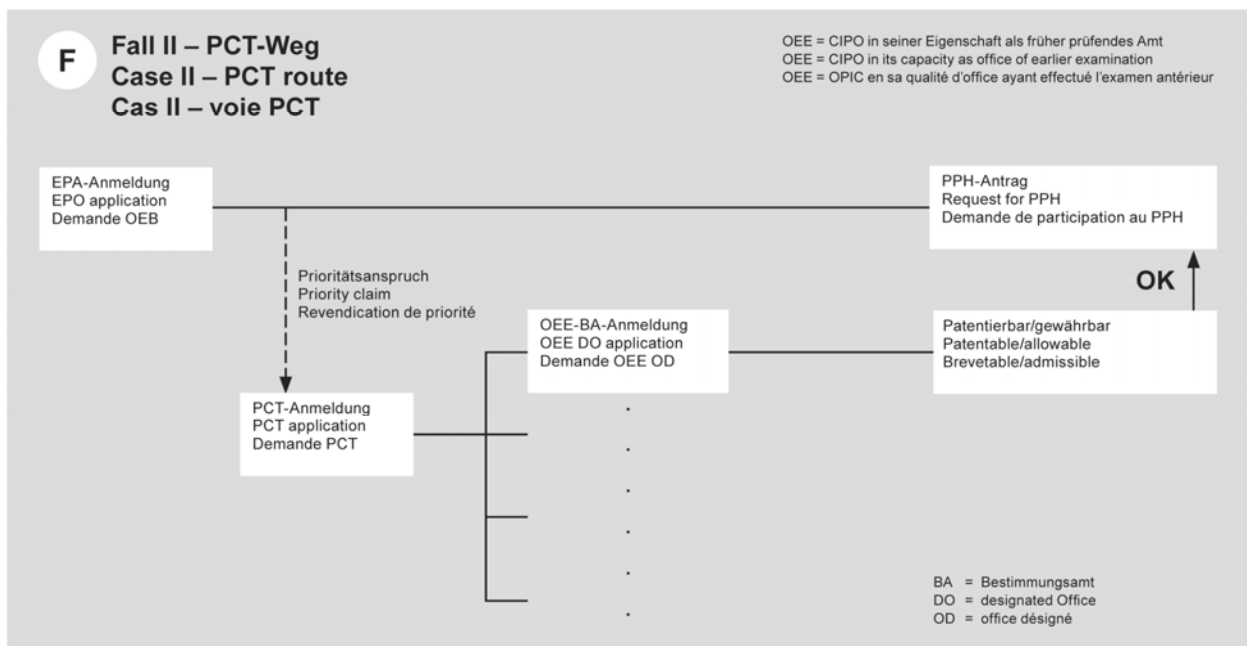 F
Fall II – PCT-Weg
Case II – PCT route
Cas II – voie PCT
OEE = CIPO in seiner Eigenschaft als früher prüfendes Amt
OEE = CIPO in its capacity as office of earlier examination
OEE = OPIC en sa qualité d’office ayant effectué l’examen antérieur
EPA-Anmeldung
EPO application
Demande OEB
PPH-Antrag
Request for PPH
Demande de participation au PPH
Prioritätsanspruch
Priority claim
Revendication de priorité
OK
OEE-BA-Anmeldung
OEE DO application
Demande OEE OD
Patentierbar/gewährbar
Patentable/allowable
Brevetable/admissible
PCT-Anmeldung
PCT application
Demande PCT
BA = Bestimmungsamt
DO = designated Office
OD = office désigné